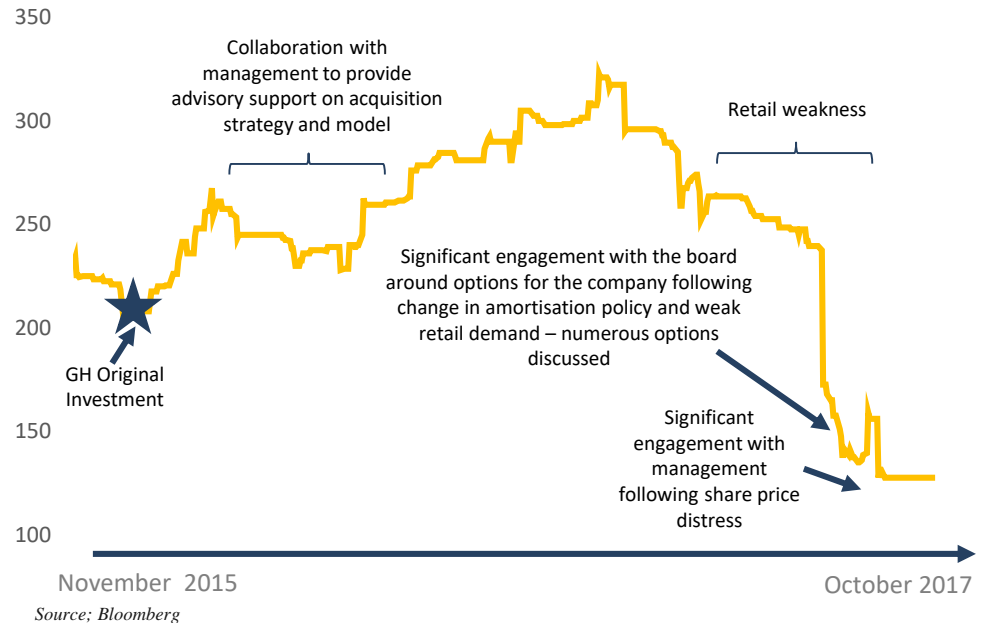 350
Collaboration with
management to provide
advisory support on acquisition
strategy and model
300
Retail weakness
250
Significant engagement with the board
around options for the company following
change in amortisation policy and weak
retail demand – numerous options
discussed
200
GH Original
Investment
150
Significant
engagement with
management
following share price
distress
100
November 2015
October 2017
Source; Bloomberg